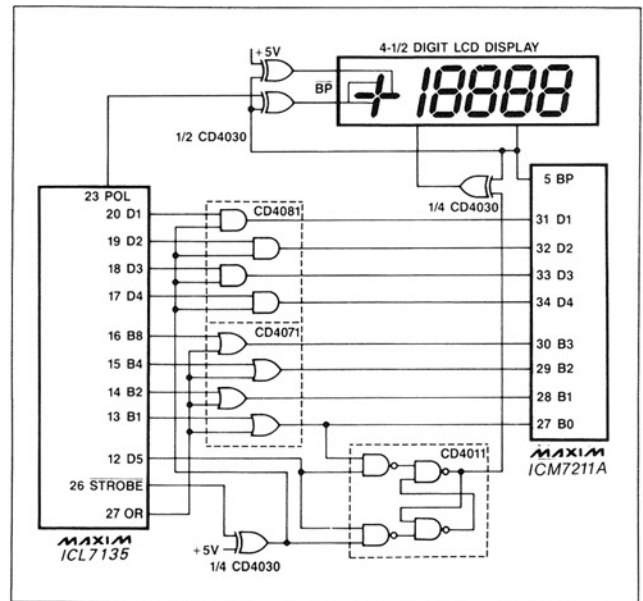 +5V
4-1/2 DIGIT LCD DISPLAY
BP
+18888
1/2 CD4030
5 BP
1/4 CD4030
23 POL
20 D1
CD4081
31 D1
19 D2
32 D2
18 D3
33 D3
17 D4
34 D4
16 B8
CD4071
30 B3
15 B4
29 B2
14 B2
28 B1
13 B1
27 B0
12 D5
CD4011
MAXIM
ICM7211A
26 STROBE
27 OR
+5V
1/4 CD4030
MAXIM
ICL7135